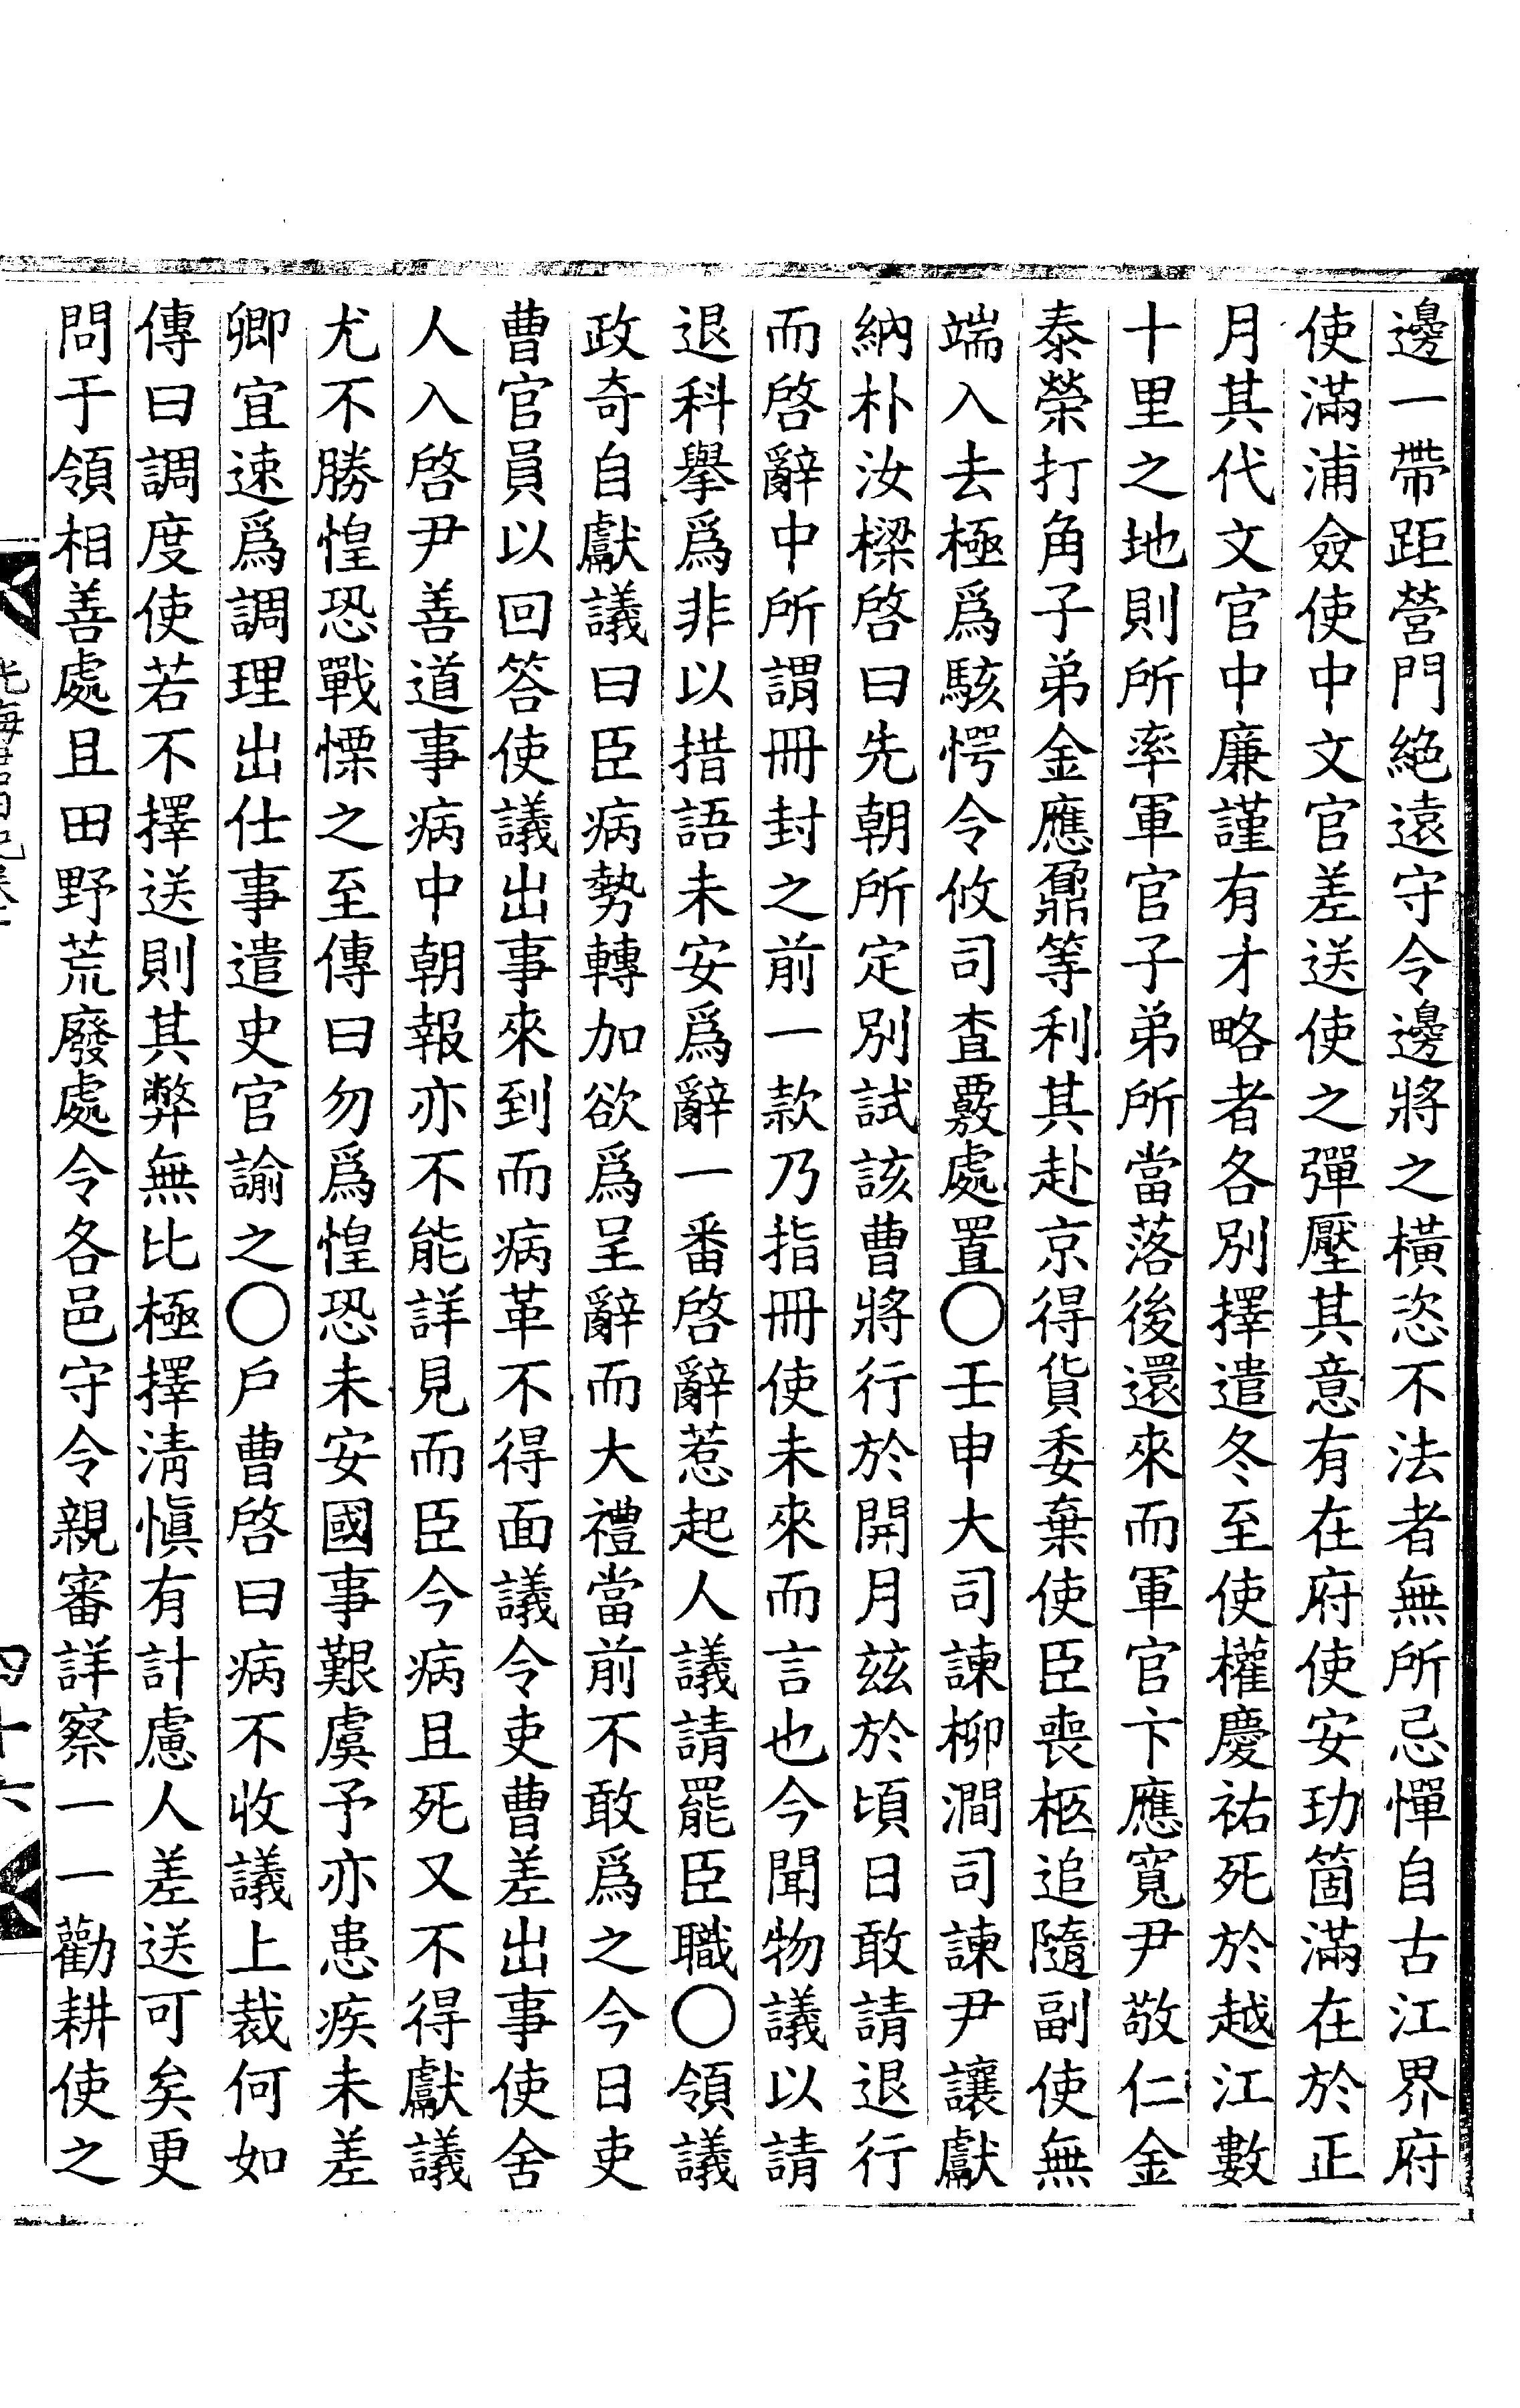 邊一帶距營門絶遠守令邊將之橫恣不法者無所忌憚自古江界府
使滿浦僉使中文官差送使之彈壓其意有在府使安玏箇滿在於正
月其代文官中廉謹有才略者各別擇遣冬至使權慶祐死於越江數
十里之地則所率軍官子弟所當落後還來而軍官卞應寬尹敬仁金
泰榮打角子弟金應鼐等利其赴京得貨委棄使臣喪柩追隨副使無
端入去極爲駭愕令攸司査覈處置〇壬申大司諫柳澗司諫尹讓獻
納朴汝樑啓曰先朝所定別試該曹將行於開月玆於頃日敢請退行
而啓辭中所謂冊封之前一款乃指冊使未來而言也今聞物議以請
退科擧爲非以措語未安爲辭一番啓辭惹起人議請罷臣職〇領議
政奇自獻議曰臣病勢轉加欲爲呈辭而大禮當前不敢爲之今日吏
曹官員以回答使議出事來到而病革不得面議令吏曹差出事使舍
人入啓尹善道事病中朝報亦不能詳見而臣今病且死又不得獻議
尤不勝惶恐戰慄之至傳曰勿爲惶恐未安國事艱虞予亦患疾未差
卿宜速爲調理出仕事遣史官諭之〇戶曹啓曰病不收議上裁何如
傳曰調度使若不擇送則其弊無比極擇淸愼有計慮人差送可矣更
問于領相善處且田野荒廢處令各邑守令親審詳察一一勸耕使之
四十六